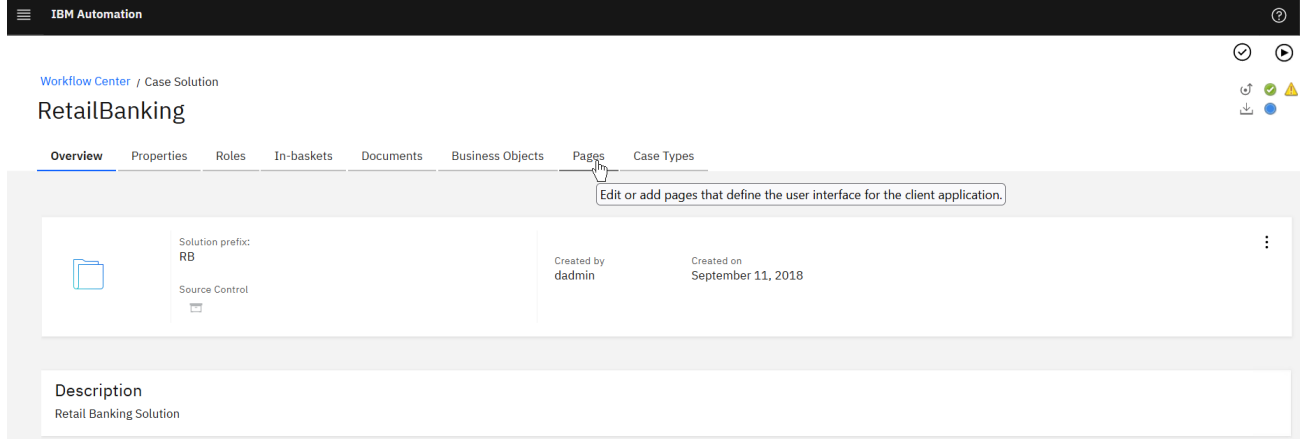 IBM Automation
Workflow Center / Case Solution
RetailBanking
Overview Properties Roles In-baskets Documents Business Objects Pages Case Types
Edit or add pages that define the user interface for the client application.
Solution prefix:
RB
Source Control
Created by
dadmin
Created on
September 11, 2018
Description
Retail Banking Solution